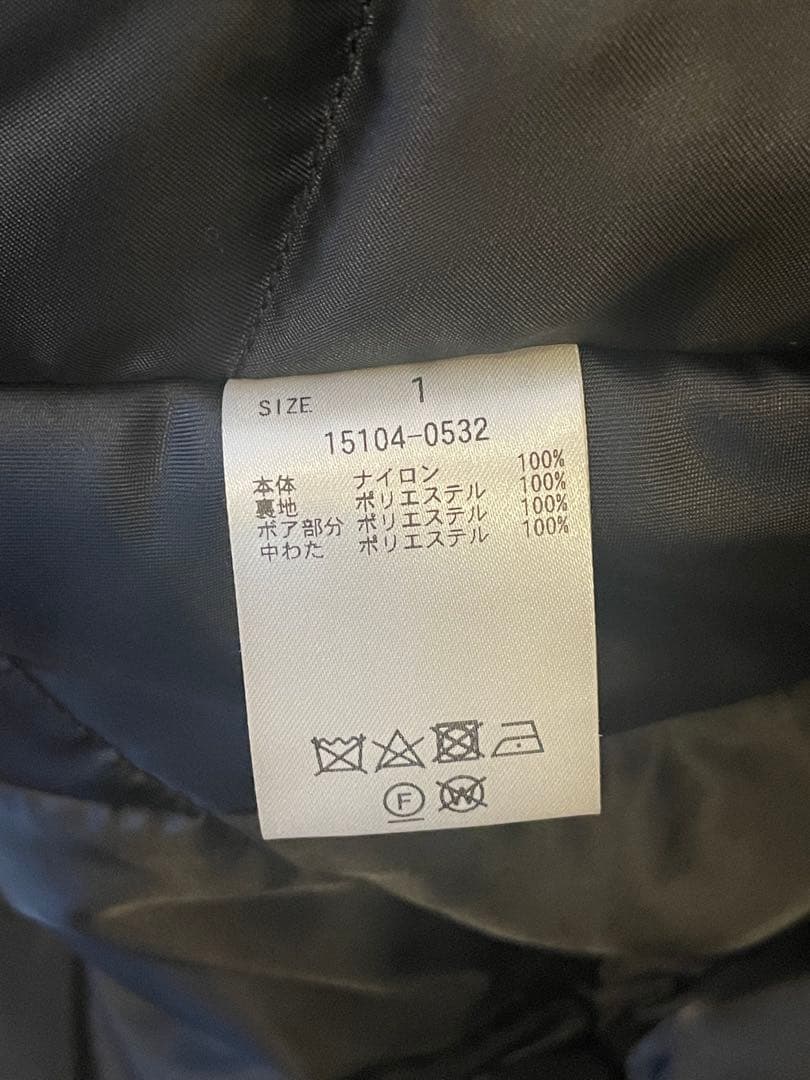 SIZE 1
15104-0532
本体 ナイロン 100%
裏地 ポリエステル 100%
ボア部分 ポリエステル 100%
中わた ポリエステル 100%
F W